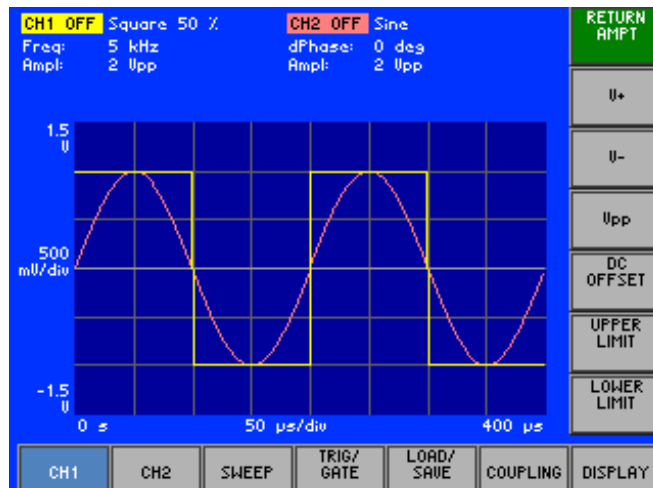 CH1 OFF Square 50 %
CH2 OFF Sine
Freq: 5 kHz
dPhase: 0 deg
Ampl: 2 Vpp
Ampl: 2 Vpp
RETURN
AMPT
V+
V-
Vpp
DC
OFFSET
UPPER
LIMIT
LOWER
LIMIT
1.5
V
500
mV/div
-1.5
V
0 s
50 µs/div
400 µs
CH1
CH2
SWEEP
TRIG/
GATE
LOAD/
SAVE
COUPLING
DISPLAY